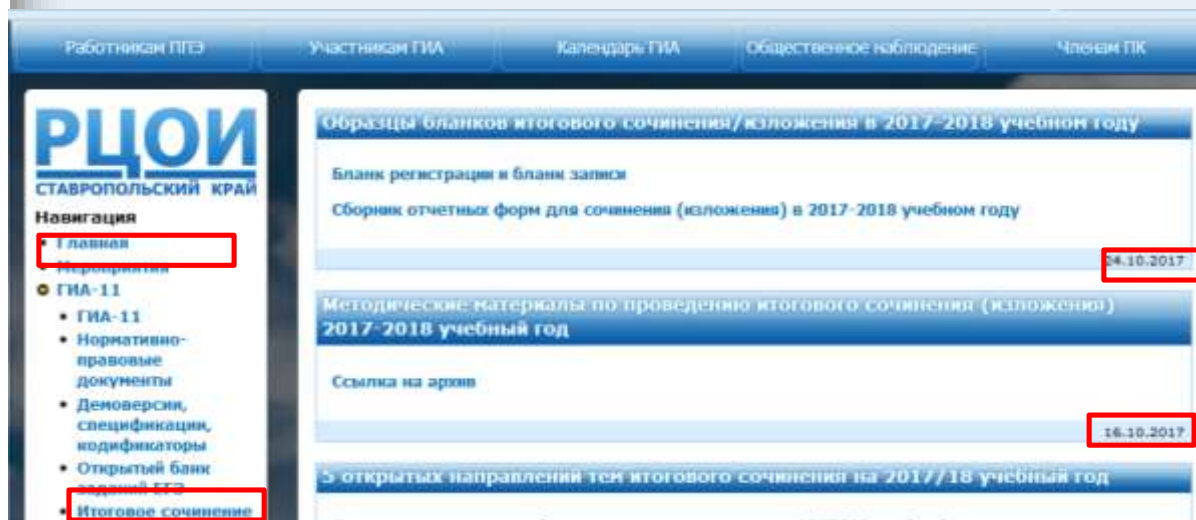 Работникам ППЭ
Участникам ГИА
Календарь ГИА
Общественное наблюдение
Членам ПК
РЦОИ
СТАВРОПОЛЬСКИЙ КРАЙ
Навигация
Главная
Мероприятия
ГИА-11
ГИА-11
Нормативно-
правовые
документы
Демоверсии,
спецификации,
кодификаторы
Открытый банк
заданий ЕГЭ
Итоговое сочинение
Образцы бланков итогового сочинения/изложения в 2017-2018 учебном году
Бланк регистрации и бланк записи
Сборник отчетных форм для сочинения (изложения) в 2017-2018 учебном году
24.10.2017
Методические материалы по проведению итогового сочинения (изложения)
2017-2018 учебный год
Ссылка на архив
16.10.2017
5 открытых направлений тем итогового сочинения на 2017/18 учебный год